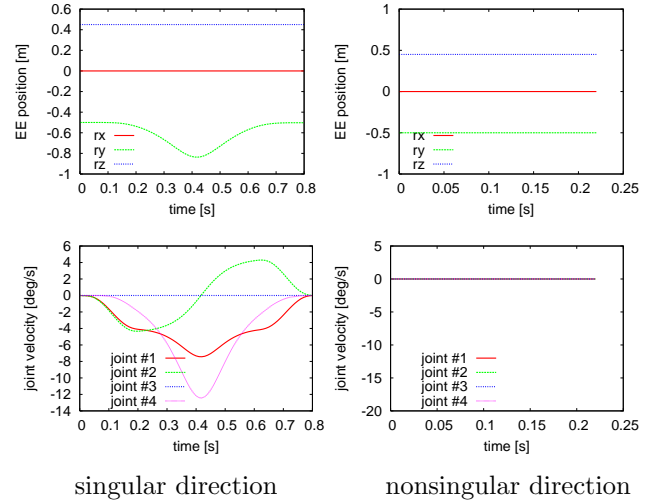 0.6
0.4
0.2
0
-0.2
-0.4
-0.6
-0.8
-1
EE position [m]
rx
ry
rz
0 0.1 0.2 0.3 0.4 0.5 0.6 0.7 0.8
time [s]
1
0.5
0
-0.5
-1
EE position [m]
rx
ry
rz
0 0.05 0.1 0.15 0.2 0.25
time [s]
6
4
2
0
-2
-4
-6
-8
-10
-12
-14
joint velocity [deg/s]
joint #1
joint #2
joint #3
joint #4
0 0.1 0.2 0.3 0.4 0.5 0.6 0.7 0.8
time [s]
5
0
-5
-10
-15
-20
joint velocity [deg/s]
joint #1
joint #2
joint #3
joint #4
0 0.05 0.1 0.15 0.2 0.25
time [s]
singular direction
nonsingular direction